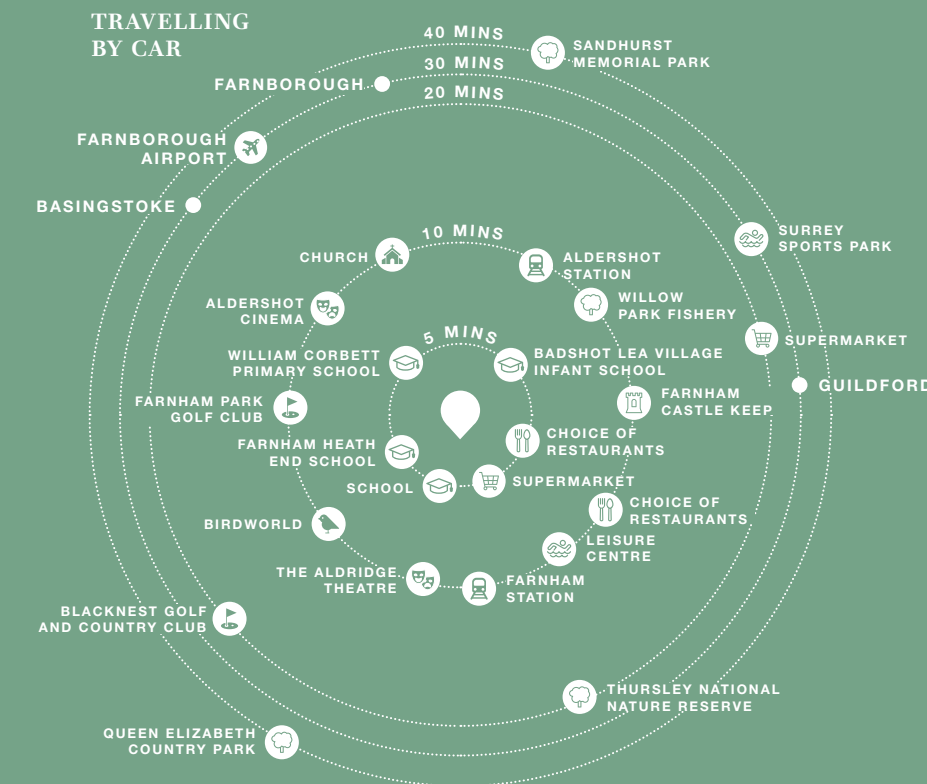 TRAVELLING
BY CAR
40 MINS
30 MINS
20 MINS
SANDHURST
MEMORIAL PARK
FARNBOROUGH
FARNBOROUGH
AIRPORT
BASINGSTOKE
SURREY
SPORTS PARK
10 MINS
CHURCH
ALDERSHOT
STATION
ALDERSHOT
CINEMA
WILLOW
PARK FISHERY
SUPERMARKET
5 MINS
WILLIAM CORBETT
PRIMARY SCHOOL
BADSHOT LEA VILLAGE
INFANT SCHOOL
GUILDFORD
FARNHAM PARK
GOLF CLUB
FARNHAM
CASTLE KEEP
FARNHAM HEATH
END SCHOOL
CHOICE OF
RESTAURANTS
SCHOOL
SUPERMARKET
BIRDWORLD
CHOICE OF
RESTAURANTS
LEISURE
CENTRE
THE ALDRIDGE
THEATRE
FARNHAM
STATION
BLACKNEST GOLF
AND COUNTRY CLUB
THURSLEY NATIONAL
NATURE RESERVE
QUEEN ELIZABETH
COUNTRY PARK